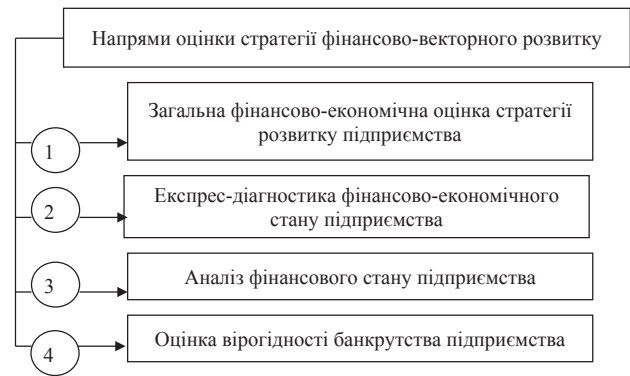 Напрями оцінки стратегії фінансово-векторного розвитку
Загальна фінансово-економічна оцінка стратегії
розвитку підприємства
1
Експрес-діагностика фінансово-економічного
стану підприємства
2
Аналіз фінансового стану підприємства
3
Оцінка вірогідності банкрутства підприємства
4